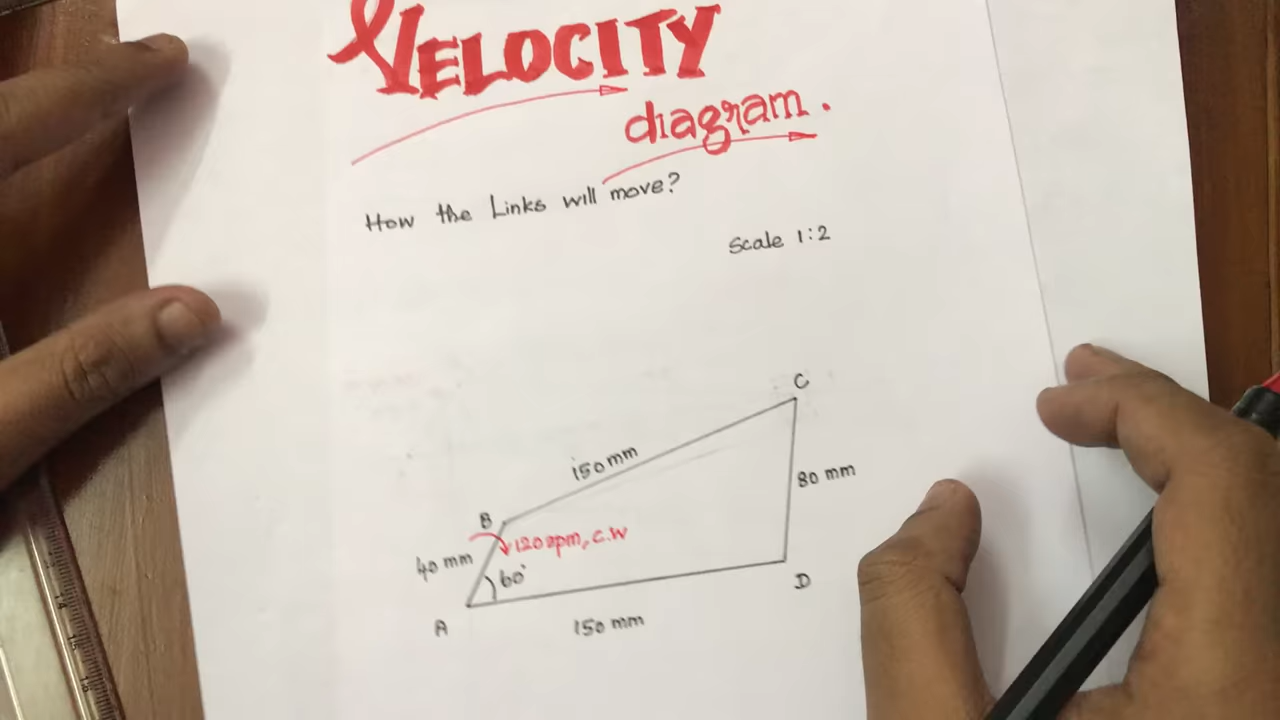 VELOCITY
diagram.
How the Links will move?
Scale 1:2
C
150 mm
80 mm
B
120 rpm, C.W
40 mm
60°
D
A
150 mm